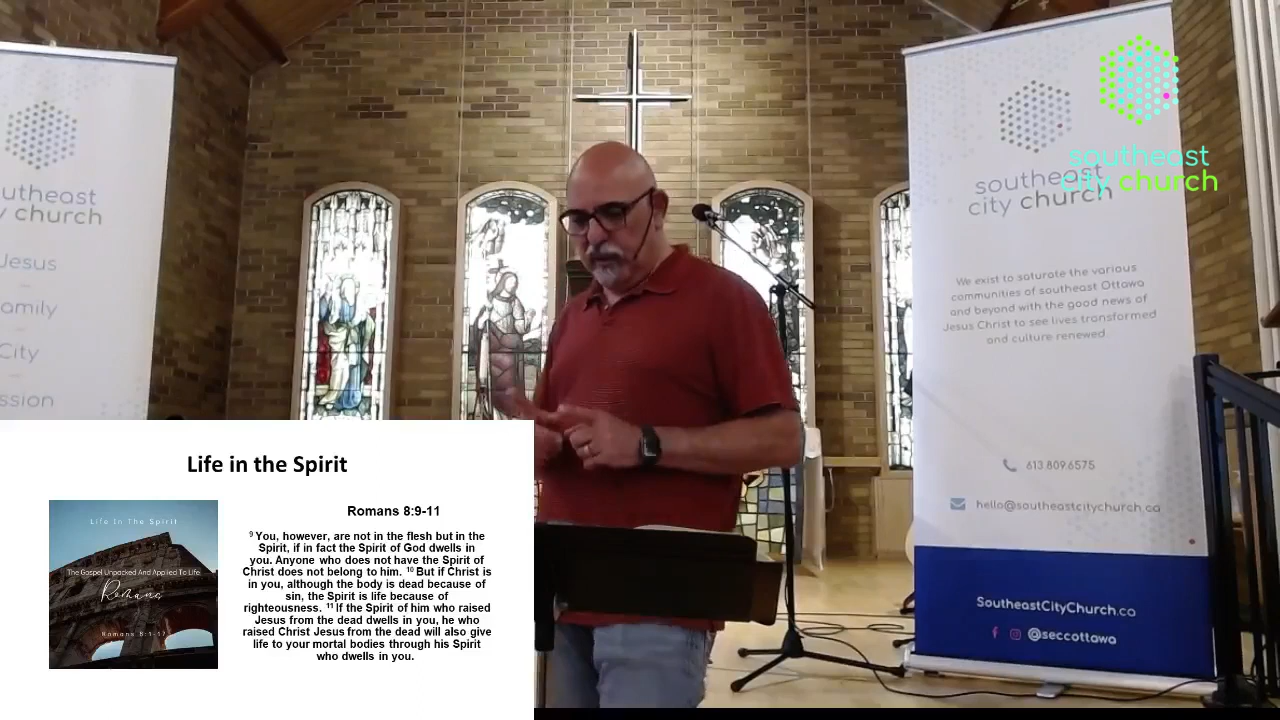 southeast
city church
southeast
city church
We exist to saturate the various
communities of southeast Ottawa
and beyond with the good news of
Jesus Christ to see lives transformed
and culture renewed.
613.809.6575
hello@southeastcitychurch.ca
SoutheastCityChurch.ca
@seccottawa
outheast
y church
Jesus
amily
City
ssion
Life in the Spirit
Life In The Spirit
The Gospel Unpacked And Applied To Life
Romans
Romans 8:1-17
Romans 8:9-11
9 You, however, are not in the flesh but in the
Spirit, if in fact the Spirit of God dwells in
you. Anyone who does not have the Spirit of
Christ does not belong to him. 10 But if Christ is
in you, although the body is dead because of
sin, the Spirit is life because of
righteousness. 11 If the Spirit of him who raised
Jesus from the dead dwells in you, he who
raised Christ Jesus from the dead will also give
life to your mortal bodies through his Spirit
who dwells in you.